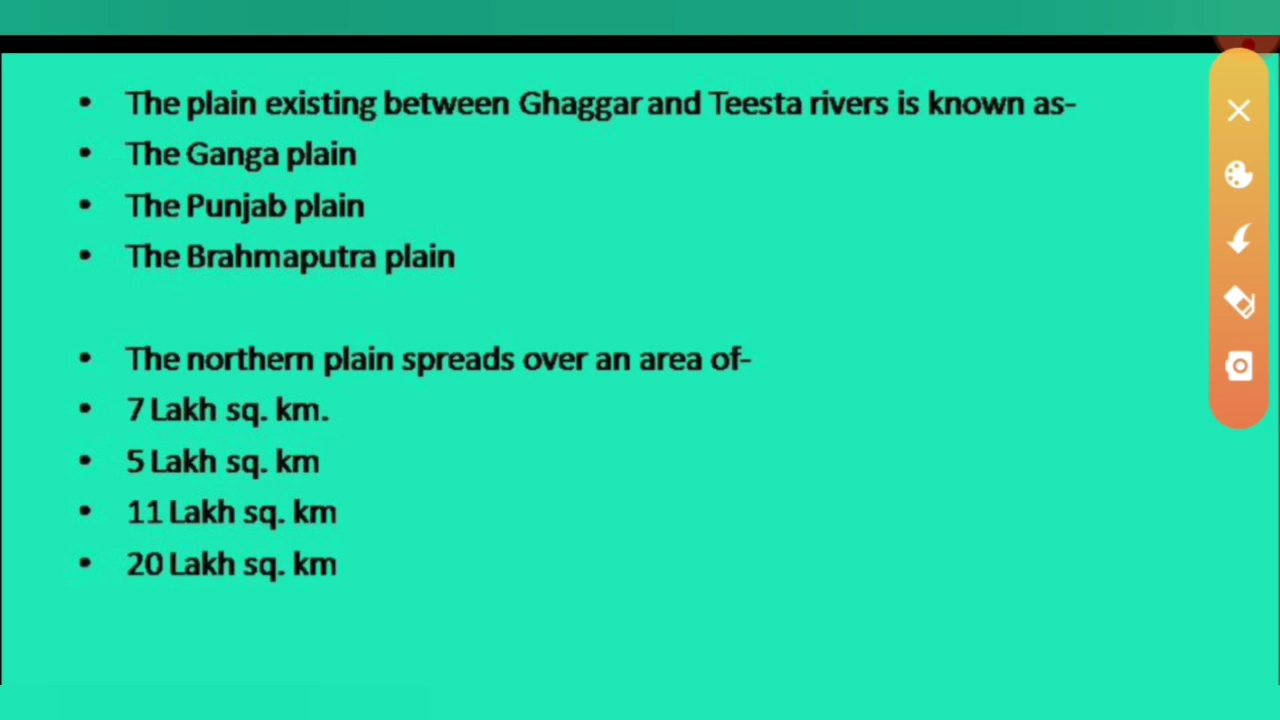 • The plain existing between Ghaggar and Teesta rivers is known as-
• The Ganga plain
• The Punjab plain
• The Brahmaputra plain
• The northern plain spreads over an area of-
• 7 Lakh sq. km.
• 5 Lakh sq. km
• 11 Lakh sq. km
• 20 Lakh sq. km